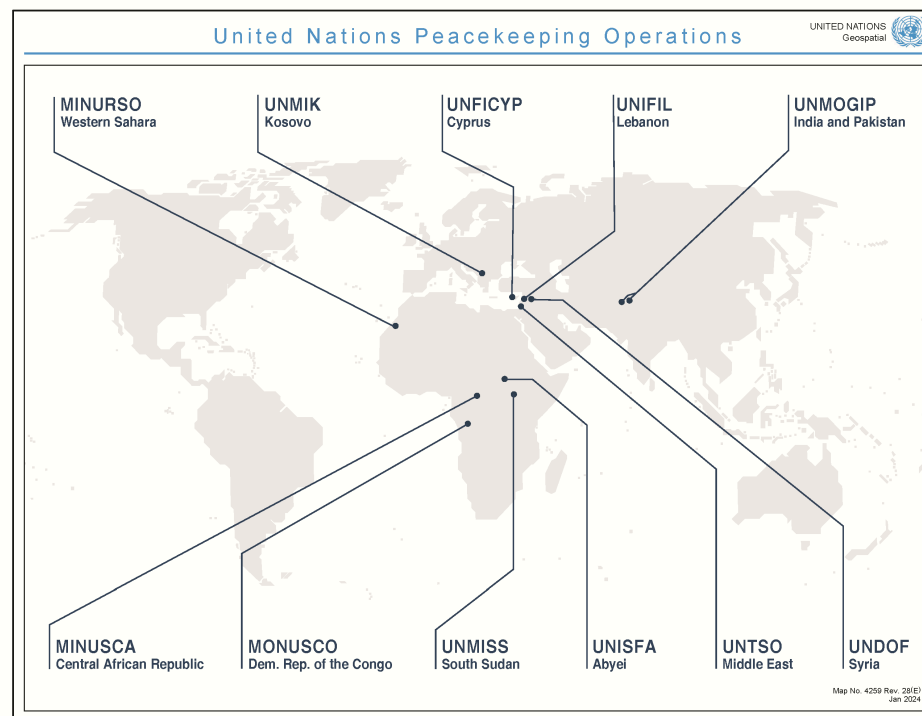 United Nations Peacekeeping Operations
UNITED NATIONS
Geospatial
MINURSO
Western Sahara
UNMIK
Kosovo
UNFICYP
Cyprus
UNIFIL
Lebanon
UNMOGIP
India and Pakistan
MINUSCA
Central African Republic
MONUSCO
Dem. Rep. of the Congo
UNMISS
South Sudan
UNISFA
Abyei
UNTSO
Middle East
UNDOF
Syria
Map No. 4259 Rev. 28(E)
Jan 2024